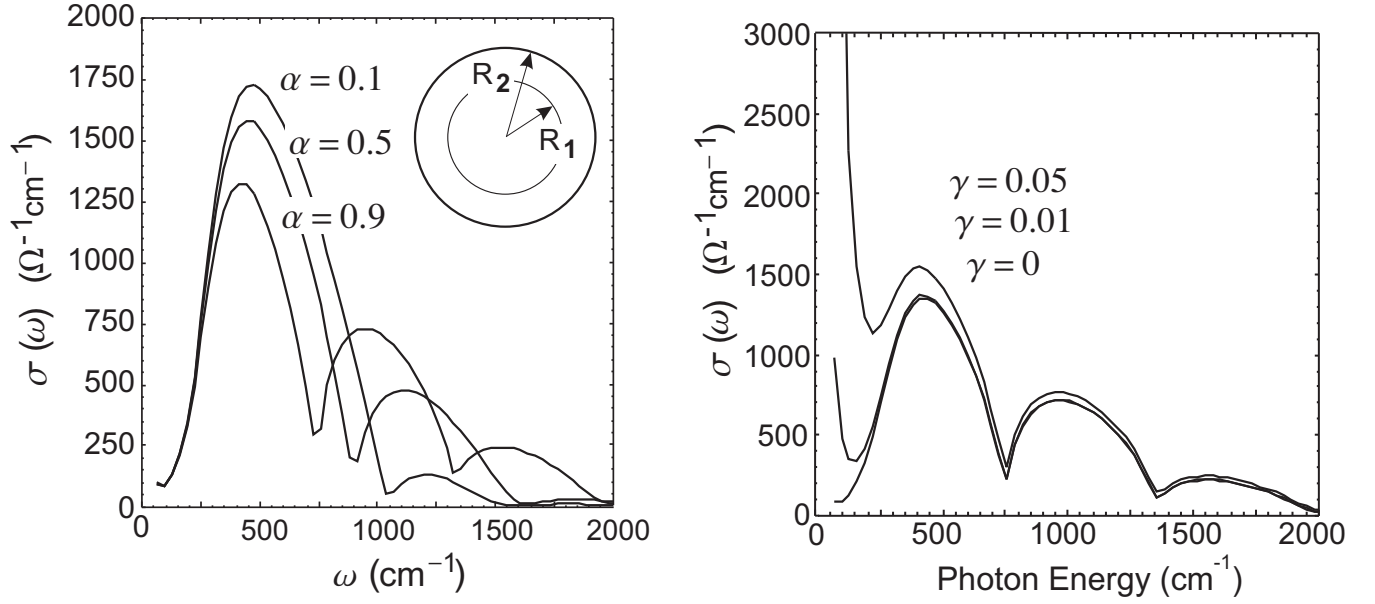 2000
1750
1500
1250
1000
750
500
250
0
σ (ω) (Ω⁻¹cm⁻¹)
α = 0.1
α = 0.5
α = 0.9
R₂
R₁
0 500 1000 1500 2000
ω (cm⁻¹)
3000
2500
2000
1500
1000
500
0
σ (ω) (Ω⁻¹cm⁻¹)
γ = 0.05
γ = 0.01
γ = 0
0 500 1000 1500 2000
Photon Energy (cm⁻¹)